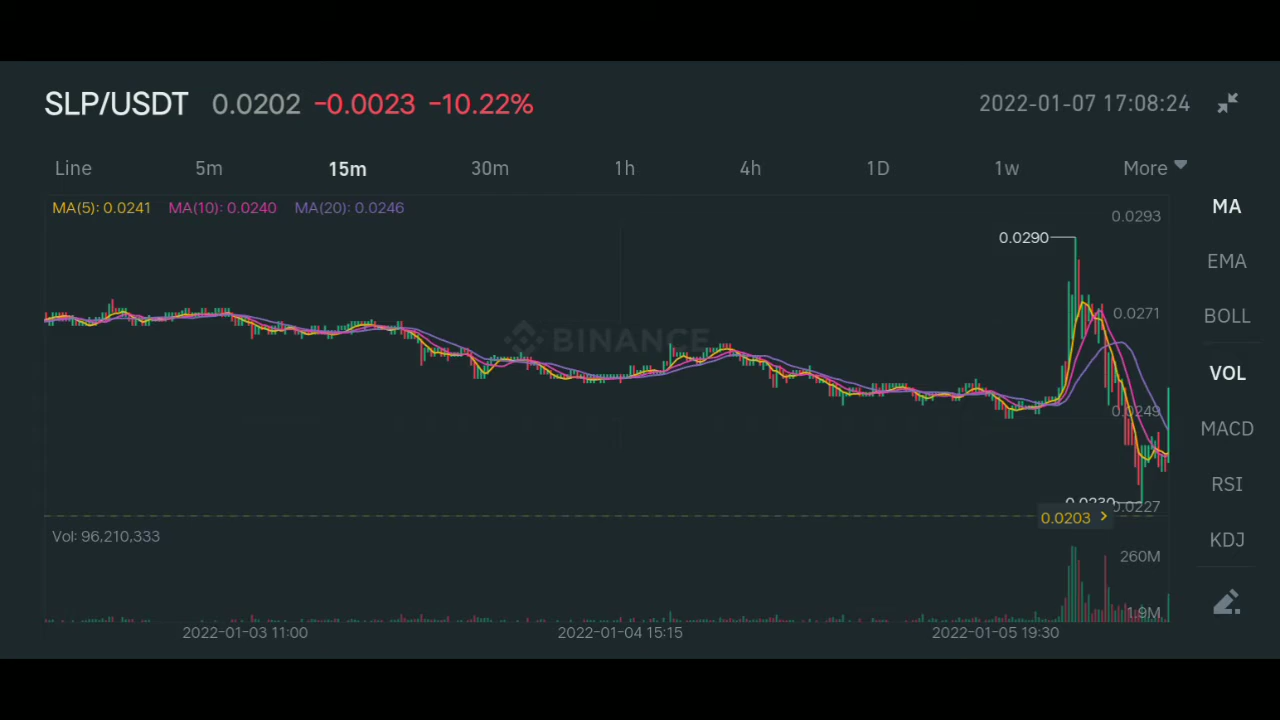 SLP/USDT 0.0202 −0.0023 −10.22% 2022-01-07 17:08:24
Line 5m 15m 30m 1h 4h 1D 1w More
MA(5): 0.0241 MA(10): 0.0240 MA(20): 0.0246
0.0293
MA
0.0290
EMA
0.0271
BOLL
BINANCE
VOL
0.0249
MACD
RSI
0.0230
0.0227
0.0203
Vol: 96,210,333
KDJ
260M
1.9M
2022-01-03 11:00 2022-01-04 15:15 2022-01-05 19:30